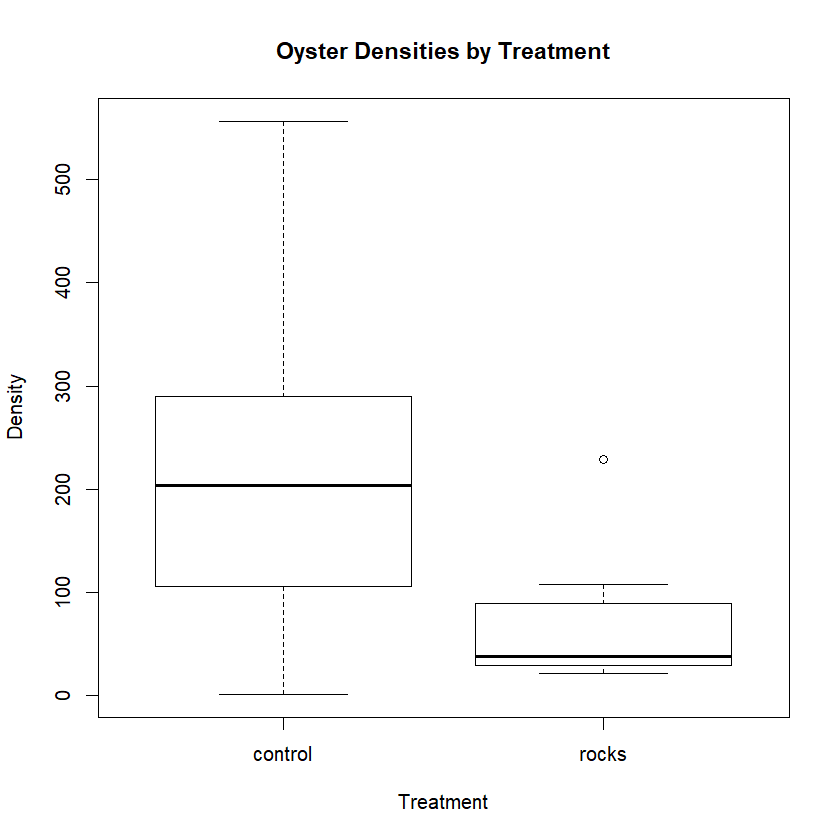 Oyster Densities by Treatment
Density
500
400
300
200
100
0
control
rocks
Treatment